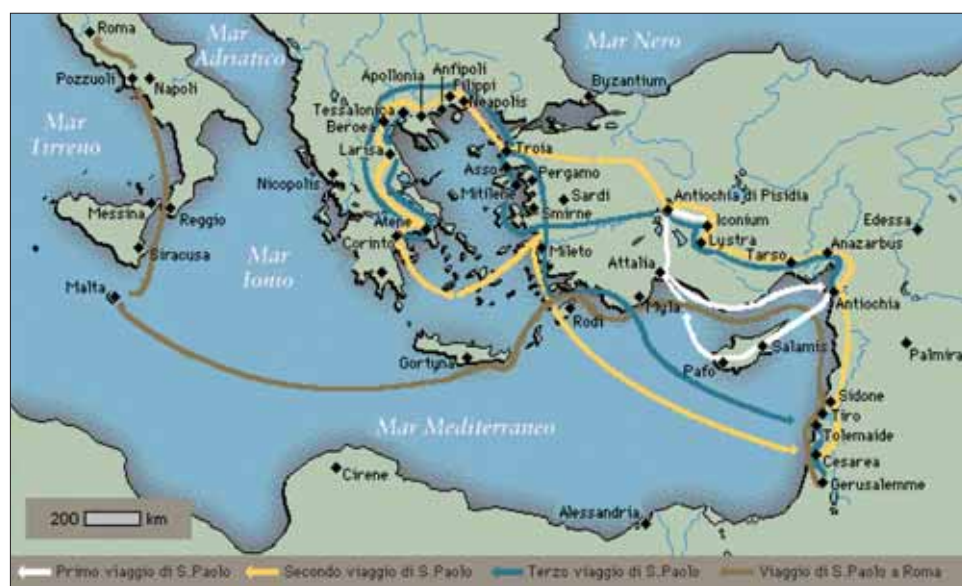 Roma
Mar Adriatico
Mar Nero
Pozzuoli
Napoli
Apollonia
Anfipoli
Filippi
Neapolis
Byzantium
Tessalonica
Beroea
Mar Tirreno
Larisa
Troia
Asso
Pergamo
Nicopolis
Mitilene
Sardi
Antiochia di Pisidia
Smirne
Messina
Reggio
Atene
Iconium
Edessa
Corinto
Lustra
Anazarbus
Siracusa
Mar Ionio
Mileto
Tarso
Attalia
Malta
Myla
Antiochia
Rodi
Gortyna
Salamis
Pafo
Palmira
Sidone
Tiro
Mar Mediterraneo
Tolemaide
Cesarea
Cirene
Gerusalemme
200 km
Alessandria
Primo viaggio di S.Paolo
Secondo viaggio di S.Paolo
Terzo viaggio di S.Paolo
Viaggio di S.Paolo a Roma